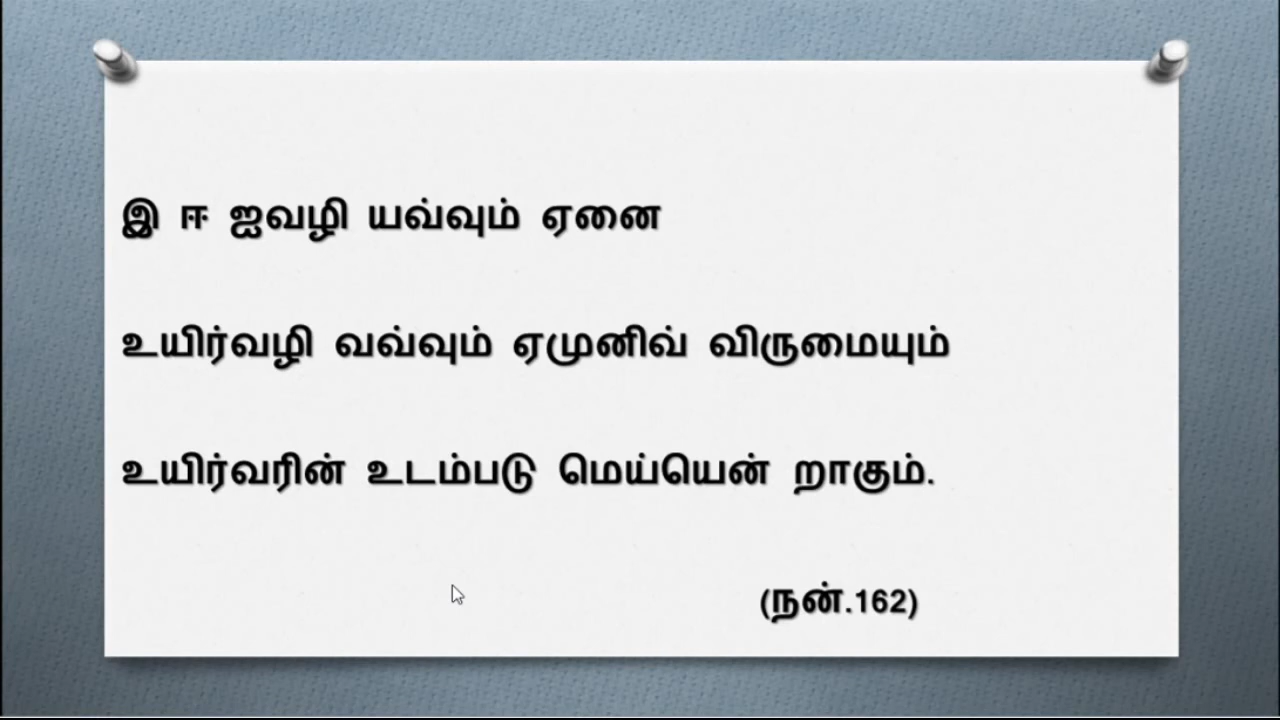 இ ஈ ஐவழி யவ்வும் ஏனை
உயிர்வழி வவ்வும் ஏமுனிவ் விருமையும்
உயிர்வரின் உடம்படு மெய்யென் றாகும்.
(நன்.162)